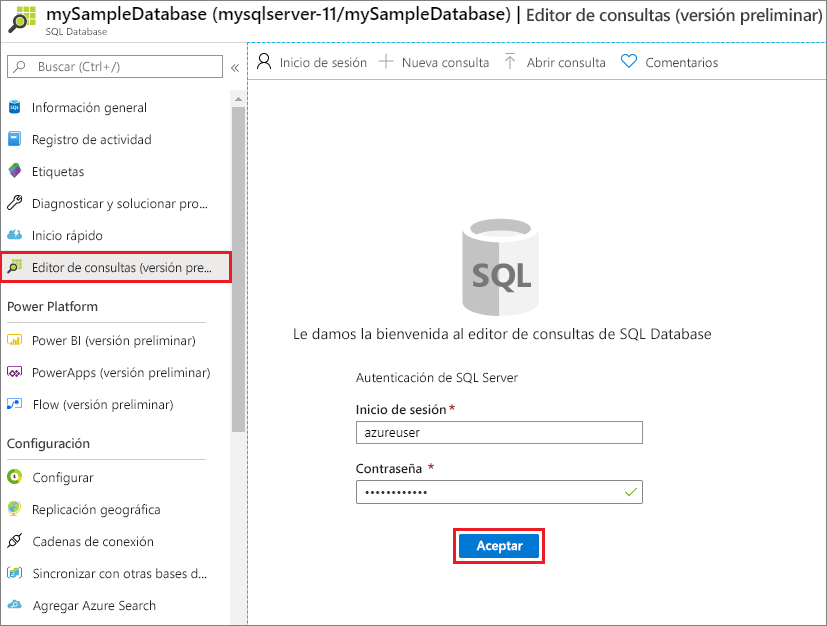 mySampleDatabase (mysqlserver-11/mySampleDatabase) | Editor de consultas (versión preliminar)
SQL Database
Buscar (Ctrl+/)
«
Inicio de sesión
Nueva consulta
Abrir consulta
Comentarios
SQL
Información general
Registro de actividad
Etiquetas
Diagnosticar y solucionar pro...
Inicio rápido
Editor de consultas (versión pre...
Power Platform
Power BI (versión preliminar)
PowerApps (versión preliminar)
Flow (versión preliminar)
Configuración
Configurar
Replicación geográfica
Cadenas de conexión
Sincronizar con otras bases d...
Agregar Azure Search
SQL
Le damos la bienvenida al editor de consultas de SQL Database
Autenticación de SQL Server
Inicio de sesión *
azureuser
Contraseña *
••••••••••••
Aceptar